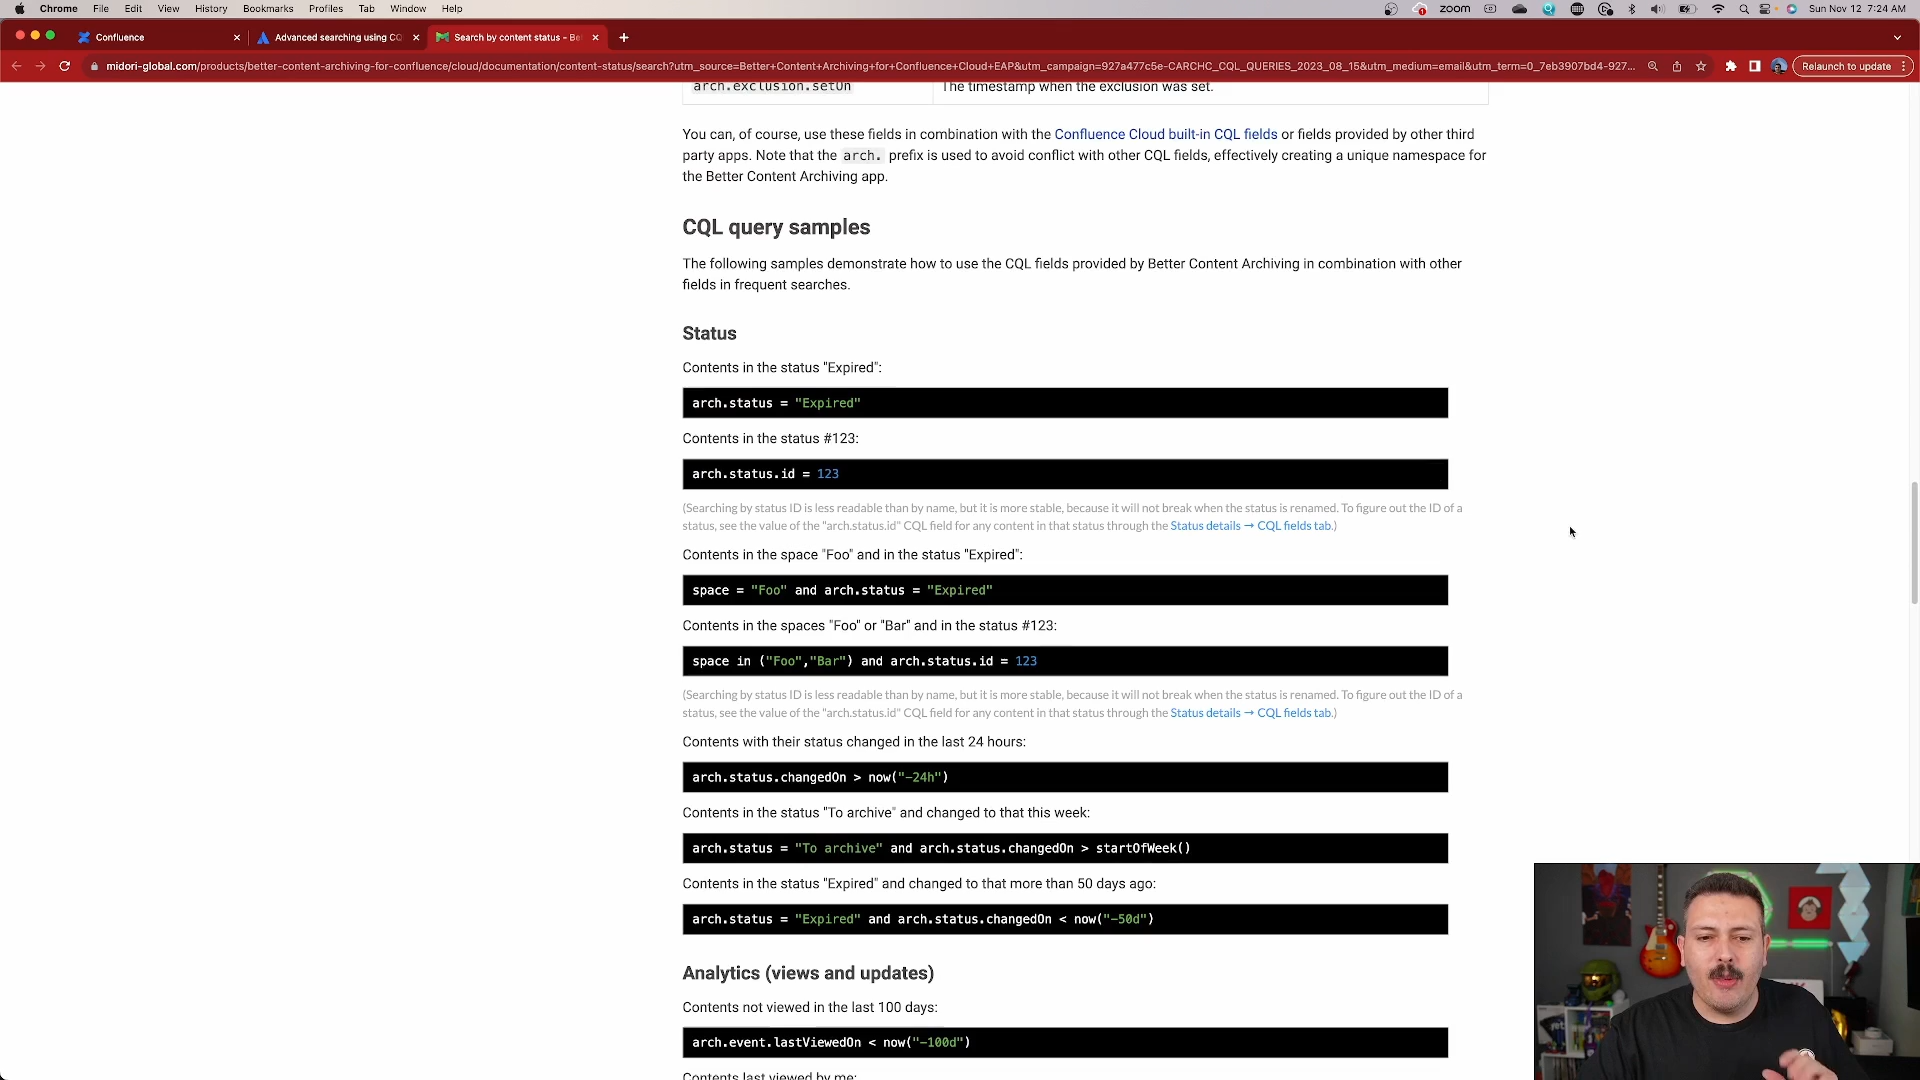 Chrome File Edit View History Bookmarks Profiles Tab Window Help zoom Sun Nov 12 7:24 AM
Confluence Advanced searching using CQ Search by content status - Be
midori-global.com/products/better-content-archiving-for-confluence/cloud/documentation/content-status/search?utm_source=Better+Content+Archiving+for+Confluence+Cloud+EAP&utm_campaign=927a477c5e-CARCHC_CQL_QUERIES_2023_08_15&utm_medium=email&utm_term=0_7eb3907bd4-927... Relaunch to update
arch.exclusion.setOn The timestamp when the exclusion was set.
You can, of course, use these fields in combination with the Confluence Cloud built-in CQL fields or fields provided by other third
party apps. Note that the arch. prefix is used to avoid conflict with other CQL fields, effectively creating a unique namespace for
the Better Content Archiving app.
CQL query samples
The following samples demonstrate how to use the CQL fields provided by Better Content Archiving in combination with other
fields in frequent searches.
Status
Contents in the status "Expired":
arch.status = "Expired"
Contents in the status #123:
arch.status.id = 123
(Searching by status ID is less readable than by name, but it is more stable, because it will not break when the status is renamed. To figure out the ID of a
status, see the value of the "arch.status.id" CQL field for any content in that status through the Status details → CQL fields tab.)
Contents in the space "Foo" and in the status "Expired":
space = "Foo" and arch.status = "Expired"
Contents in the spaces "Foo" or "Bar" and in the status #123:
space in ("Foo","Bar") and arch.status.id = 123
(Searching by status ID is less readable than by name, but it is more stable, because it will not break when the status is renamed. To figure out the ID of a
status, see the value of the "arch.status.id" CQL field for any content in that status through the Status details → CQL fields tab.)
Contents with their status changed in the last 24 hours:
arch.status.changedOn > now("-24h")
Contents in the status "To archive" and changed to that this week:
arch.status = "To archive" and arch.status.changedOn > startOfWeek()
Contents in the status "Expired" and changed to that more than 50 days ago:
arch.status = "Expired" and arch.status.changedOn < now("-50d")
Analytics (views and updates)
Contents not viewed in the last 100 days:
arch.event.lastViewedOn < now("-100d")
Contents last viewed by me: